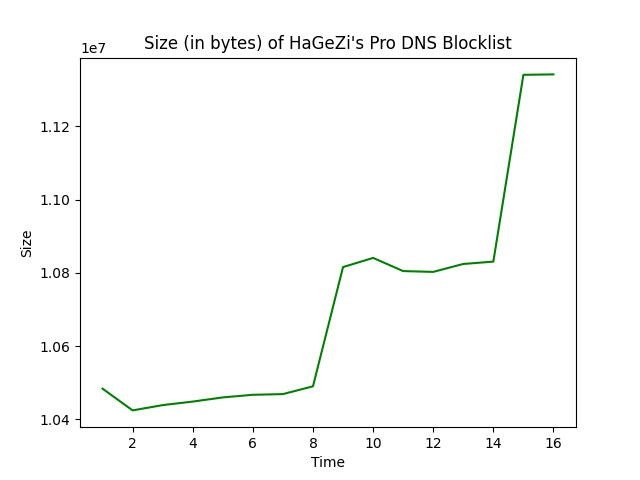 Size (in bytes) of HaGeZi's Pro DNS Blocklist
1e7
1.12
1.10
1.08
1.06
1.04
Size
2 4 6 8 10 12 14 16
Time